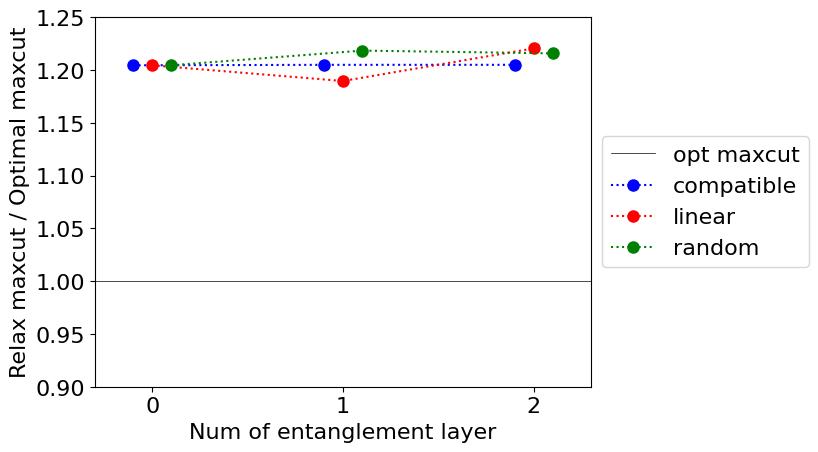 Relax maxcut / Optimal maxcut
1.25
1.20
1.15
1.10
1.05
1.00
0.95
0.90
0
1
2
Num of entanglement layer
opt maxcut
compatible
linear
random